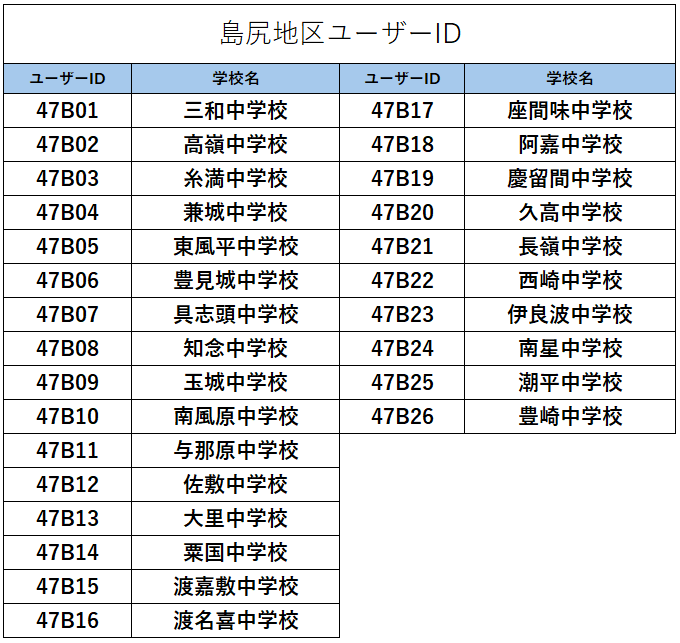 島尻地区ユーザーID
ユーザーID 学校名 ユーザーID 学校名
47B01 三和中学校 47B17 座間味中学校
47B02 高嶺中学校 47B18 阿嘉中学校
47B03 糸満中学校 47B19 慶留間中学校
47B04 兼城中学校 47B20 久高中学校
47B05 東風平中学校 47B21 長嶺中学校
47B06 豊見城中学校 47B22 西崎中学校
47B07 具志頭中学校 47B23 伊良波中学校
47B08 知念中学校 47B24 南星中学校
47B09 玉城中学校 47B25 潮平中学校
47B10 南風原中学校 47B26 豊崎中学校
47B11 与那原中学校
47B12 佐敷中学校
47B13 大里中学校
47B14 粟国中学校
47B15 渡嘉敷中学校
47B16 渡名喜中学校